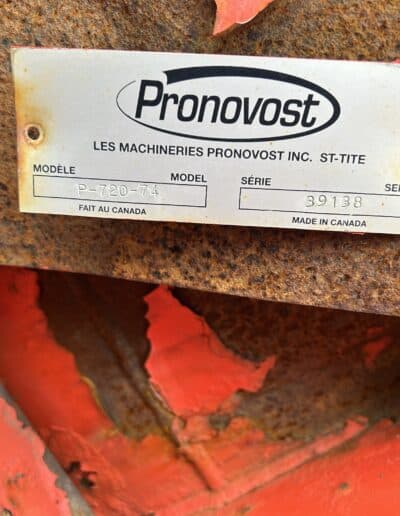 Pronovost
LES MACHINERIES PRONOVOST INC. ST-TITE
MODÈLE MODEL SÉRIE SE
P-720-74 39138
FAIT AU CANADA MADE IN CANADA